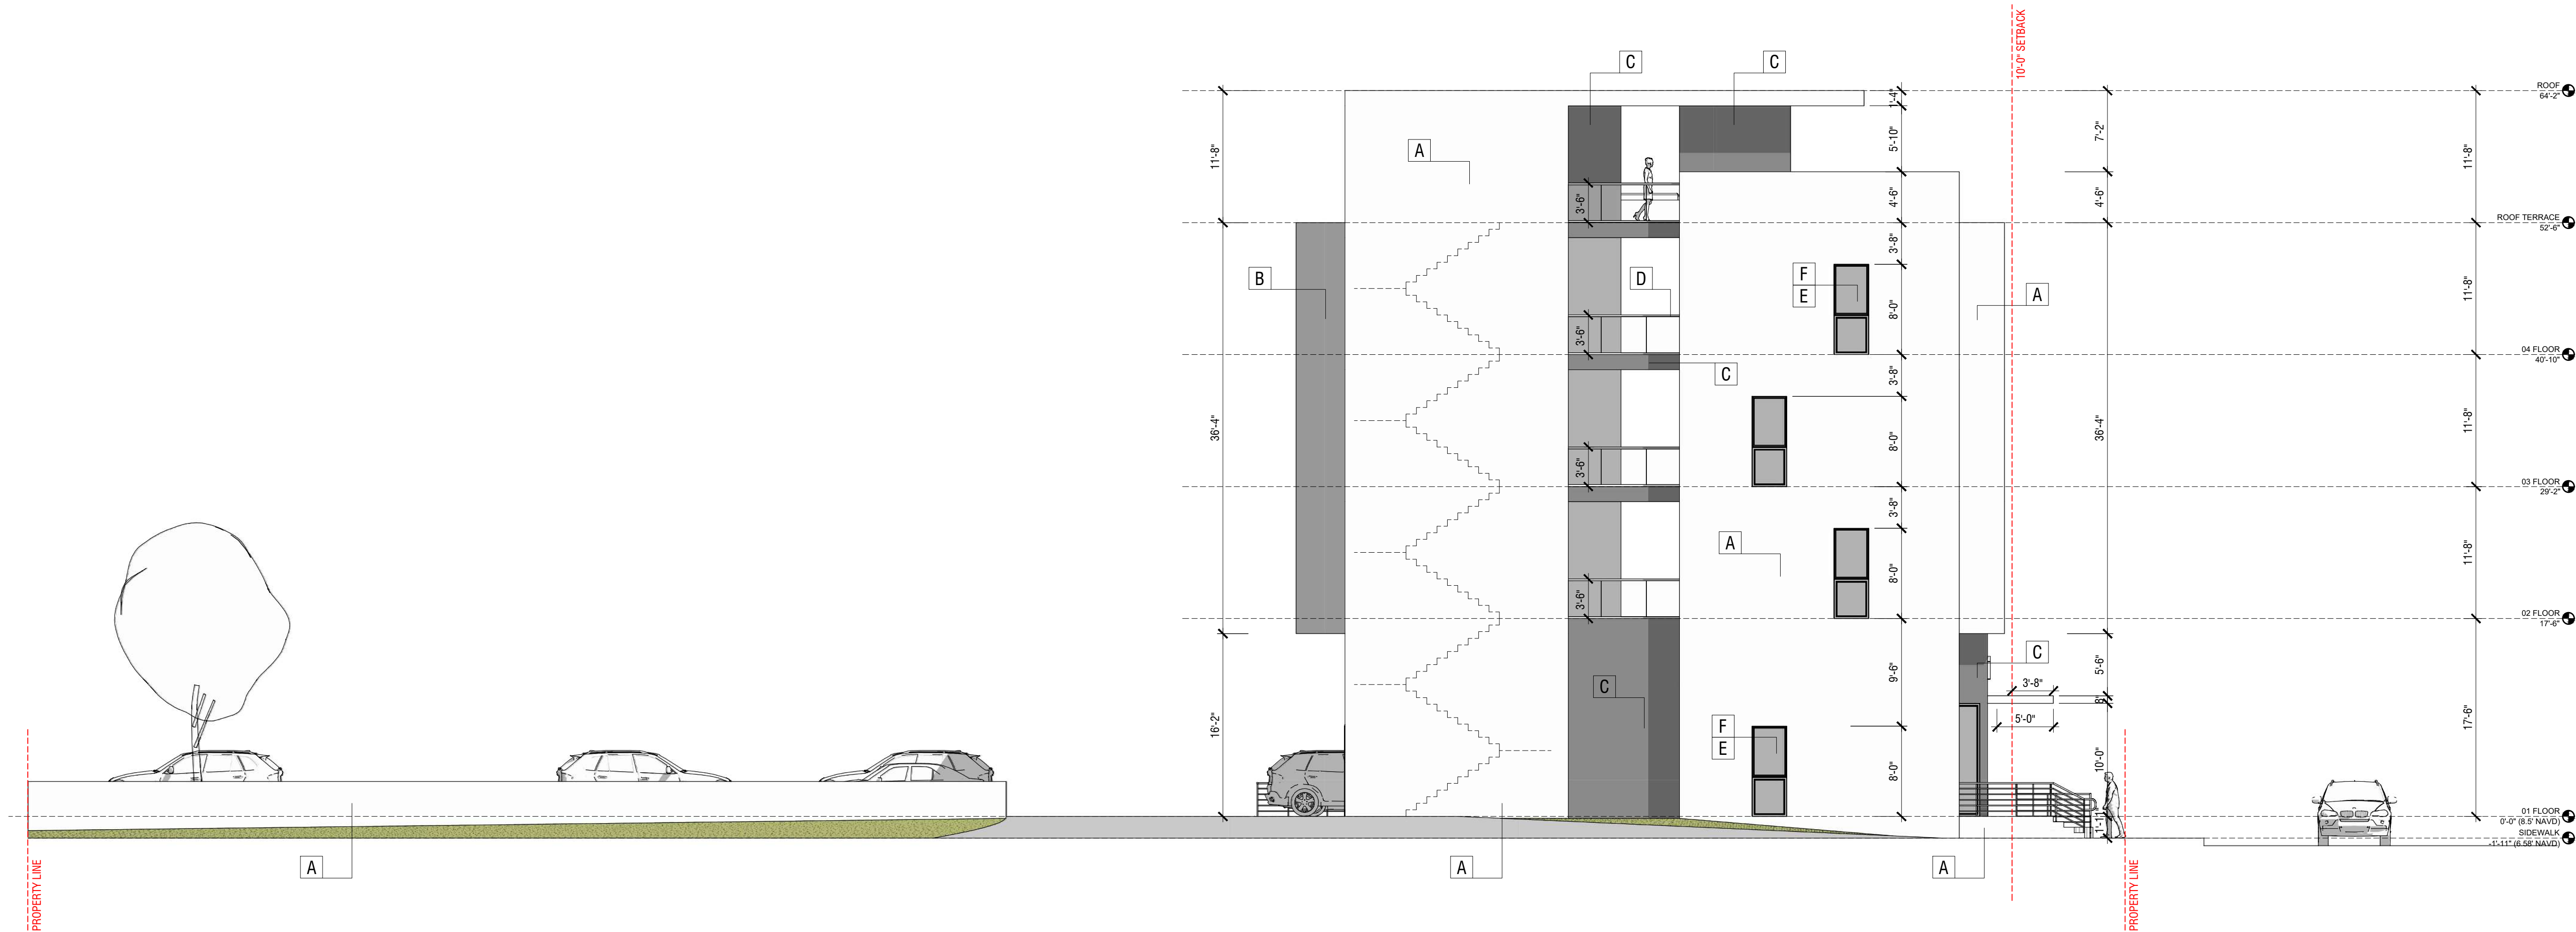 10'-0" SETBACK
C
C
ROOF
64'-2"
1'-4"
5'-10"
7'-2"
11'-8"
11'-8"
A
3'-6"
4'-6"
4'-6"
ROOF TERRACE
52'-6"
3'-8"
B
D
F
E
A
8'-0"
11'-8"
3'-6"
04 FLOOR
40'-10"
C
3'-8"
36'-4"
36'-4"
11'-8"
8'-0"
3'-6"
03 FLOOR
29'-2"
3'-8"
A
8'-0"
11'-8"
3'-6"
02 FLOOR
17'-6"
C
5'-6"
9'-6"
C
3'-8"
8"
5'-0"
16'-2"
17'-6"
F
E
10'-0"
8'-0"
01 FLOOR
0'-0" (8.5' NAVD)
1'-11"
SIDEWALK
-1'-11" (6.58' NAVD)
A
A
A
PROPERTY LINE
PROPERTY LINE